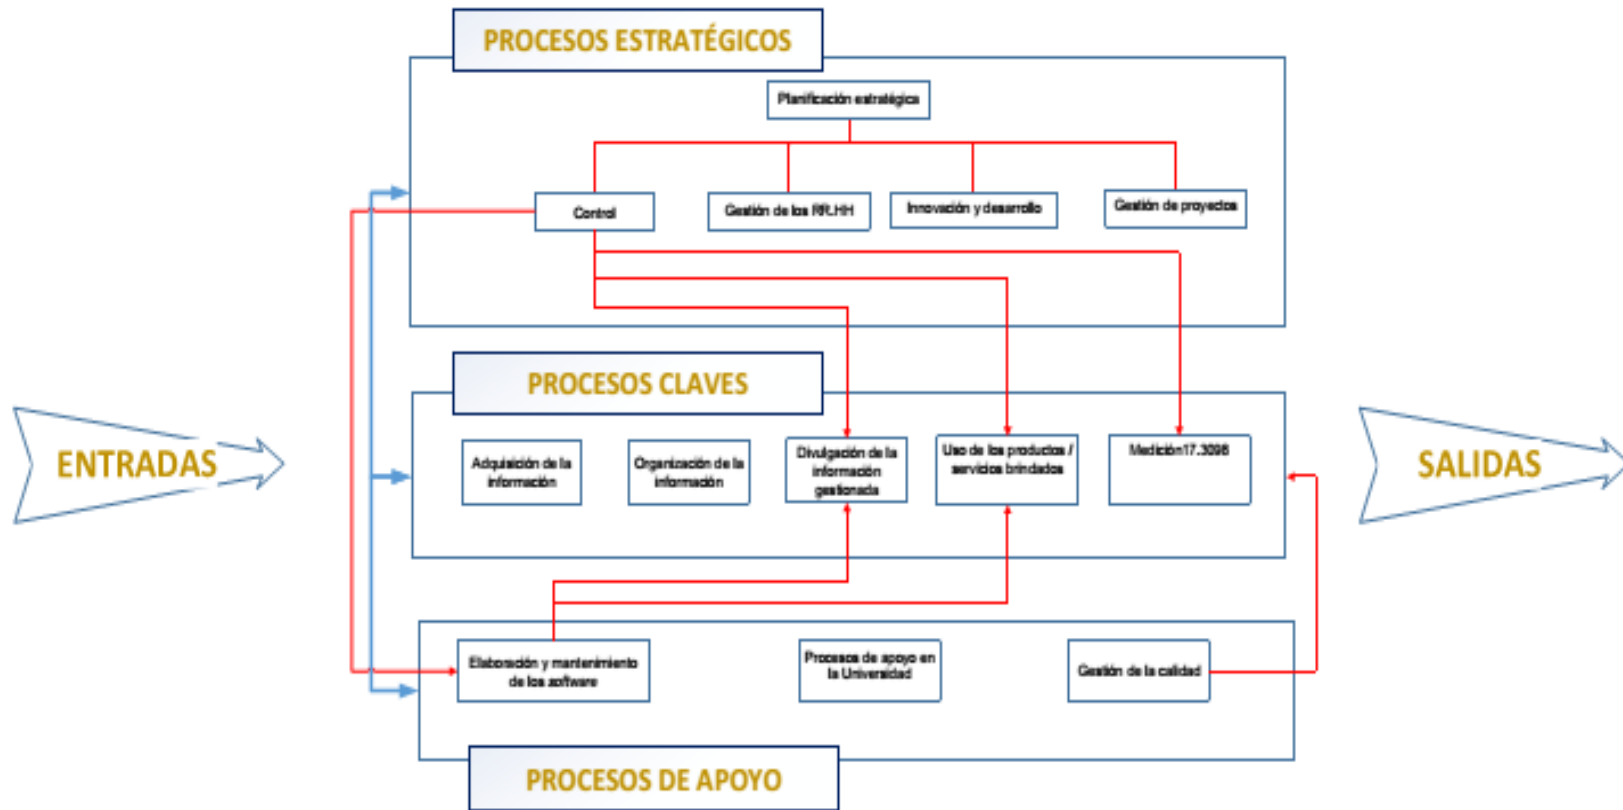 PROCESOS ESTRATÉGICOS
Planificación estratégica
Control
Gestión de los RR.HH
Innovación y desarrollo
Gestión de proyectos
PROCESOS CLAVES
ENTRADAS
Adquisición de la
información
Organización de la
información
Divulgación de la
información
gestionada
Uso de los productos /
servicios brindados
Medición17.3098
SALIDAS
Elaboración y mantenimiento
de los software
Procesos de apoyo en
la Universidad
Gestión de la calidad
PROCESOS DE APOYO